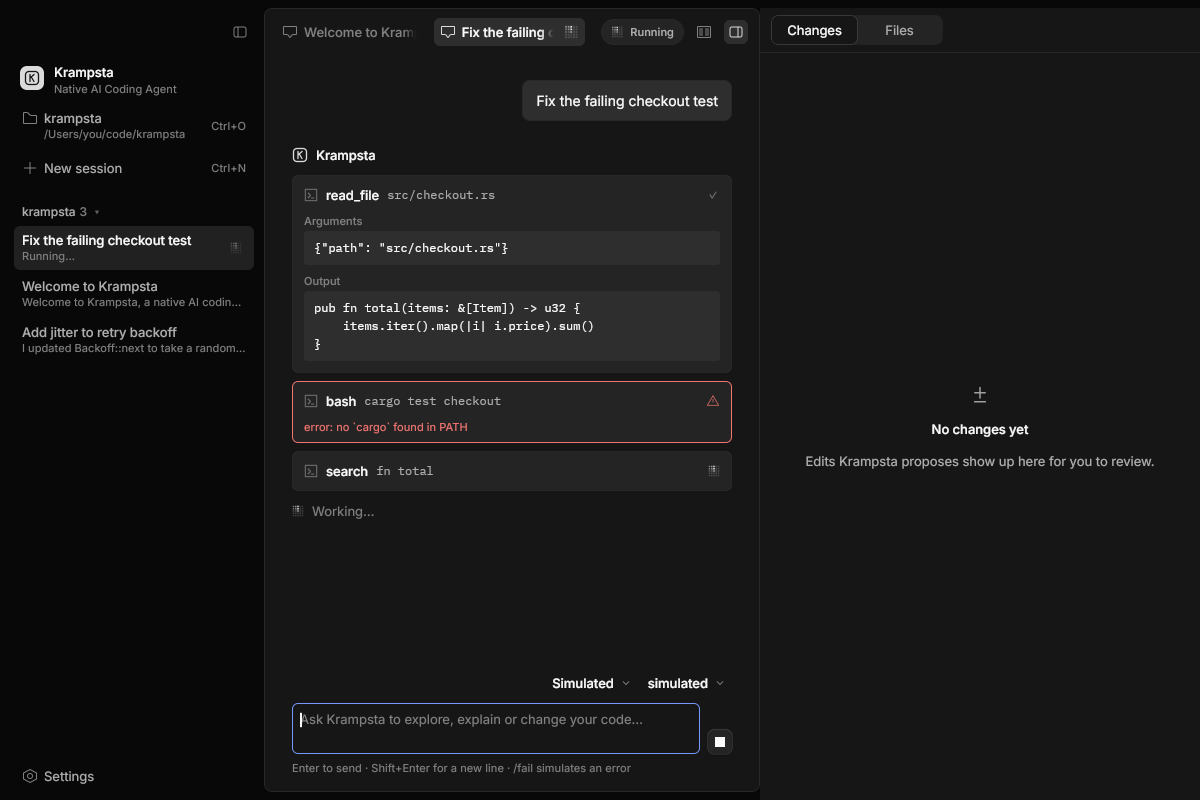 Krampsta
Native AI Coding Agent
krampsta
/Users/you/code/krampsta
Ctrl+O
New session
Ctrl+N
krampsta 3
Fix the failing checkout test
Running...
Welcome to Krampsta
Welcome to Krampsta, a native AI codin...
Add jitter to retry backoff
I updated Backoff::next to take a random...
Settings
Welcome to Kram
Fix the failing
Running
Fix the failing checkout test
Krampsta
read_file src/checkout.rs
Arguments
{"path": "src/checkout.rs"}
Output
pub fn total(items: &[Item]) -> u32 {
    items.iter().map(|i| i.price).sum()
}
bash cargo test checkout
error: no `cargo` found in PATH
search fn total
Working...
Simulated
simulated
Ask Krampsta to explore, explain or change your code...
Enter to send · Shift+Enter for a new line · /fail simulates an error
Changes
Files
No changes yet
Edits Krampsta proposes show up here for you to review.